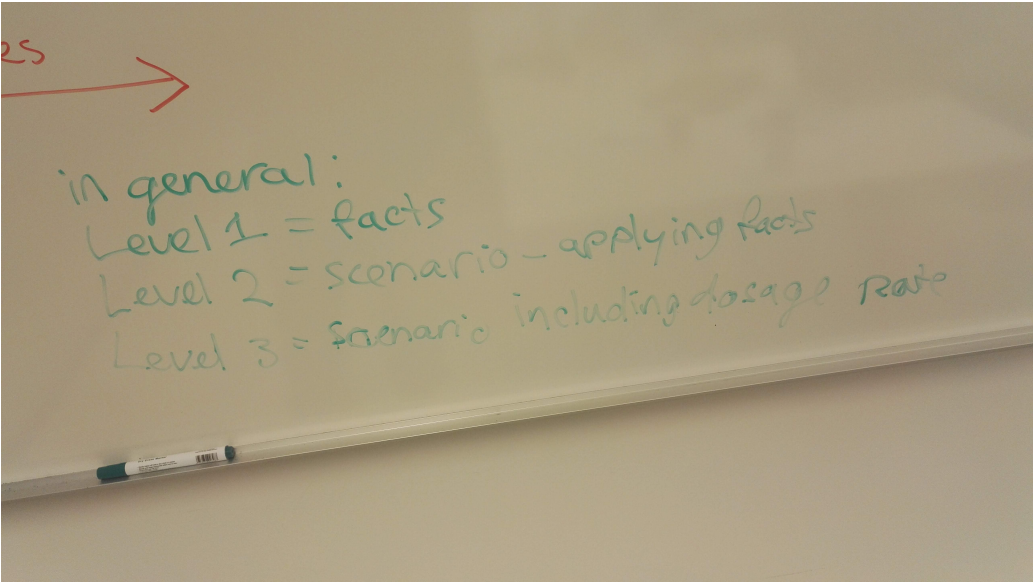 es
in general:
Level 1 = facts
Level 2 = scenario - applying facts
Level 3 = scenario including dosage Rate